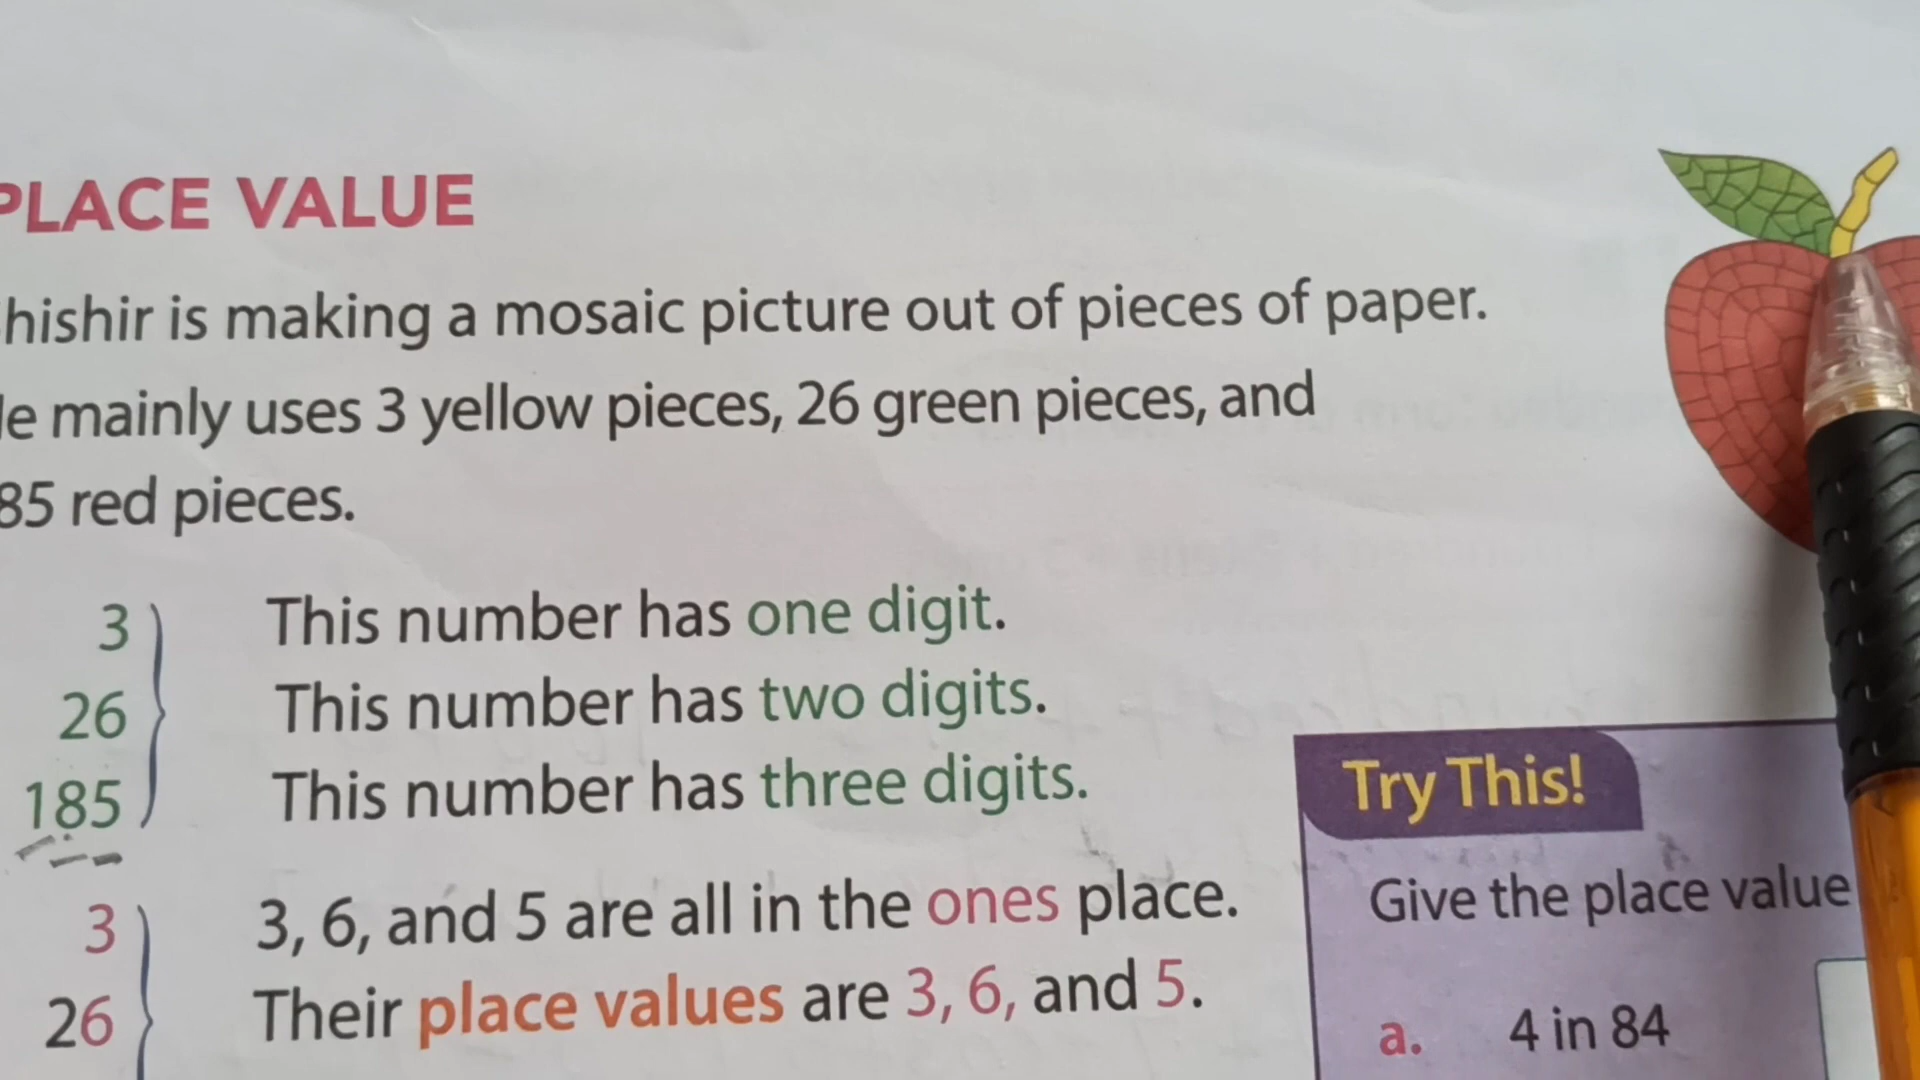 PLACE VALUE
hishir is making a mosaic picture out of pieces of paper.
e mainly uses 3 yellow pieces, 26 green pieces, and
85 red pieces.
3 This number has one digit.
26 This number has two digits.
185 This number has three digits.
3 3, 6, and 5 are all in the ones place.
26 Their place values are 3, 6, and 5.
Try This!
Give the place value
a. 4 in 84